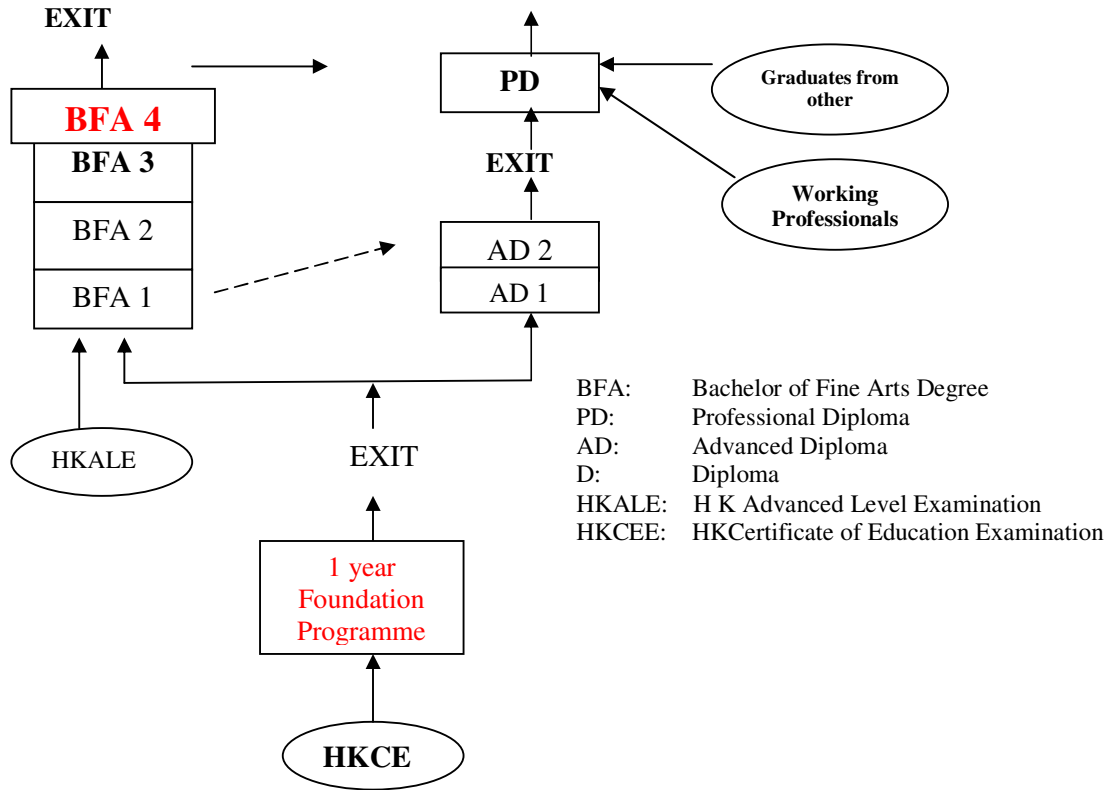 EXIT
BFA 4
BFA 3
BFA 2
BFA 1
HKALE
PD
EXIT
AD 2
AD 1
Graduates from
other
Working
Professionals
EXIT
1 year
Foundation
Programme
HKCE
BFA: Bachelor of Fine Arts Degree
PD: Professional Diploma
AD: Advanced Diploma
D: Diploma
HKALE: H K Advanced Level Examination
HKCEE: HKCertificate of Education Examination